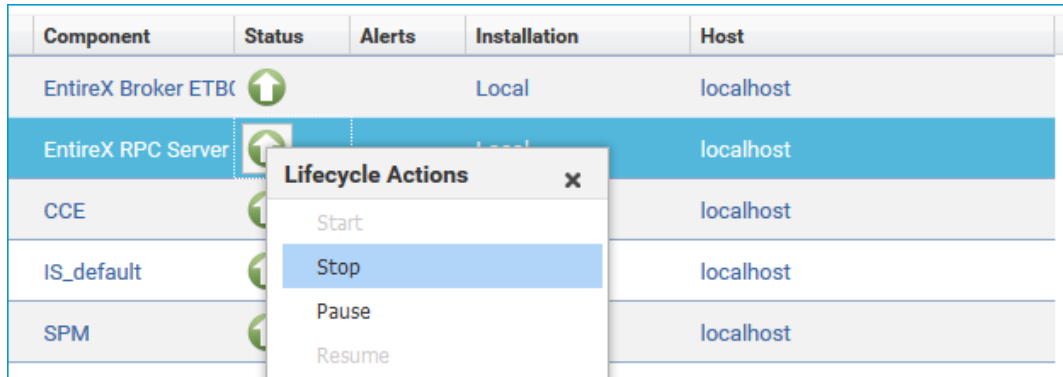 Component Status Alerts Installation Host
EntireX Broker ETB( Local localhost
EntireX RPC Server localhost
Lifecycle Actions
Start
CCE localhost
Stop
IS_default localhost
Pause
SPM localhost
Resume